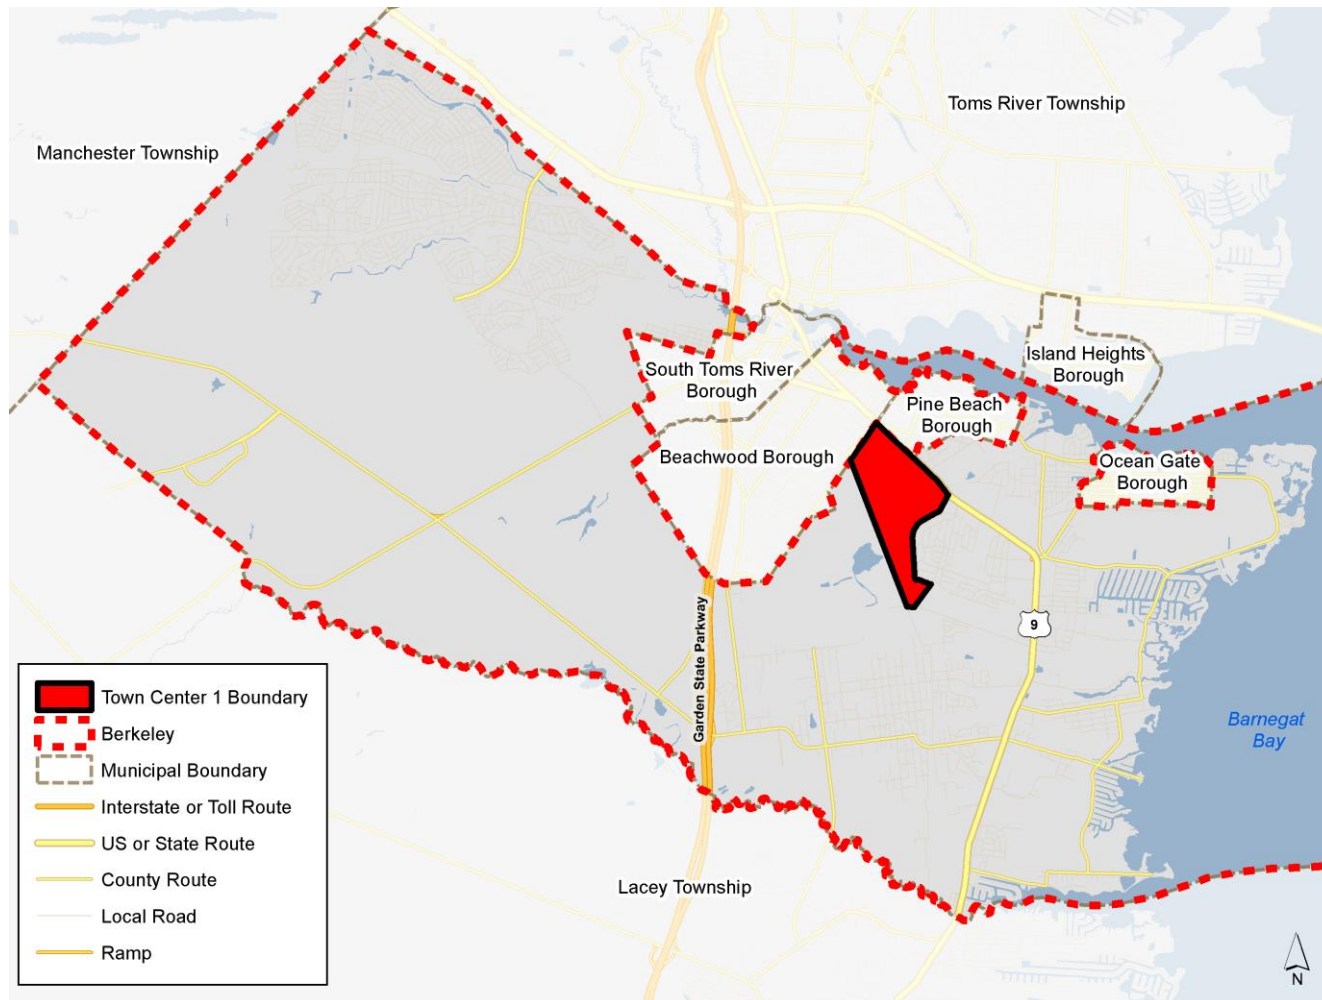 Toms River Township
Manchester Township
Island Heights
Borough
South Toms River
Borough
Pine Beach
Borough
Beachwood Borough
Ocean Gate
Borough
Garden State Parkway
9
Barnegat
Bay
Lacey Township
Town Center 1 Boundary
Berkeley
Municipal Boundary
Interstate or Toll Route
US or State Route
County Route
Local Road
Ramp
N